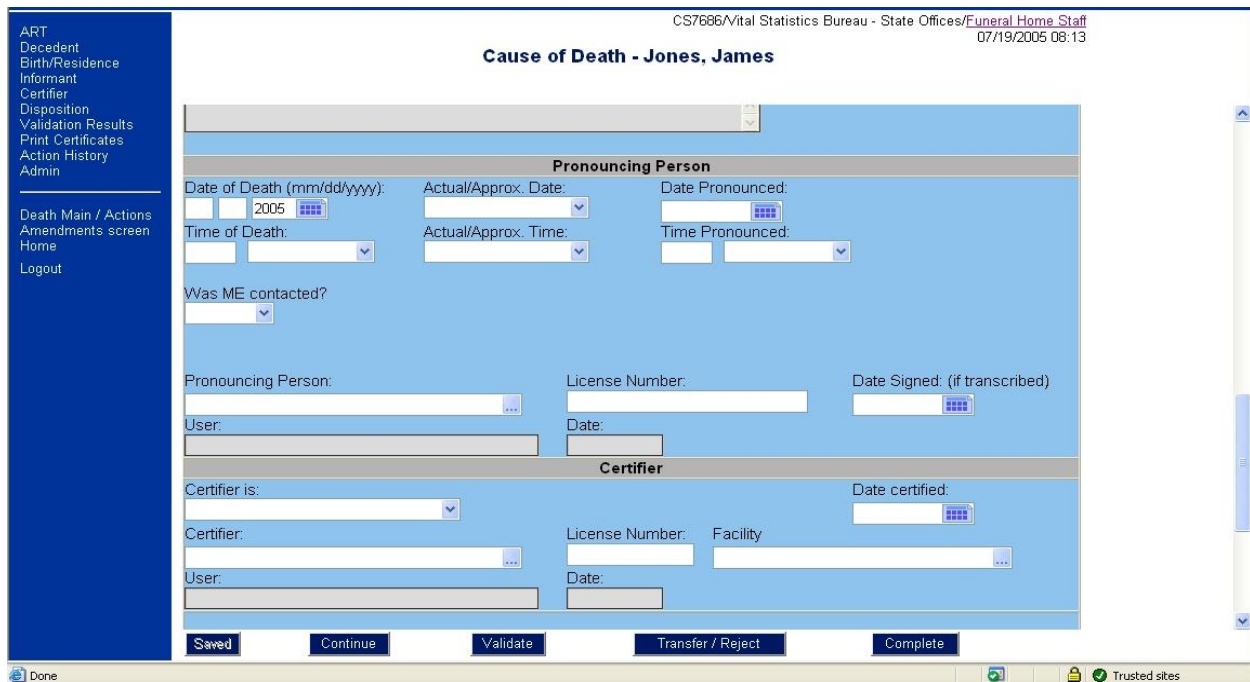 CS7686/Vital Statistics Bureau - State Offices/Funeral Home Staff
07/19/2005 08:13
ART
Decedent
Birth/Residence
Informant
Certifier
Disposition
Validation Results
Print Certificates
Action History
Admin
Death Main / Actions
Amendments screen
Home
Logout
Cause of Death - Jones, James
Pronouncing Person
Date of Death (mm/dd/yyyy): Actual/Approx. Date: Date Pronounced:
2005
Time of Death: Actual/Approx. Time: Time Pronounced:
Was ME contacted?
Pronouncing Person: License Number: Date Signed: (if transcribed)
...
User: Date:
Certifier
Certifier is: Date certified:
Certifier: License Number: Facility
... ...
User: Date:
Saved Continue Validate Transfer / Reject Complete
Done Trusted sites